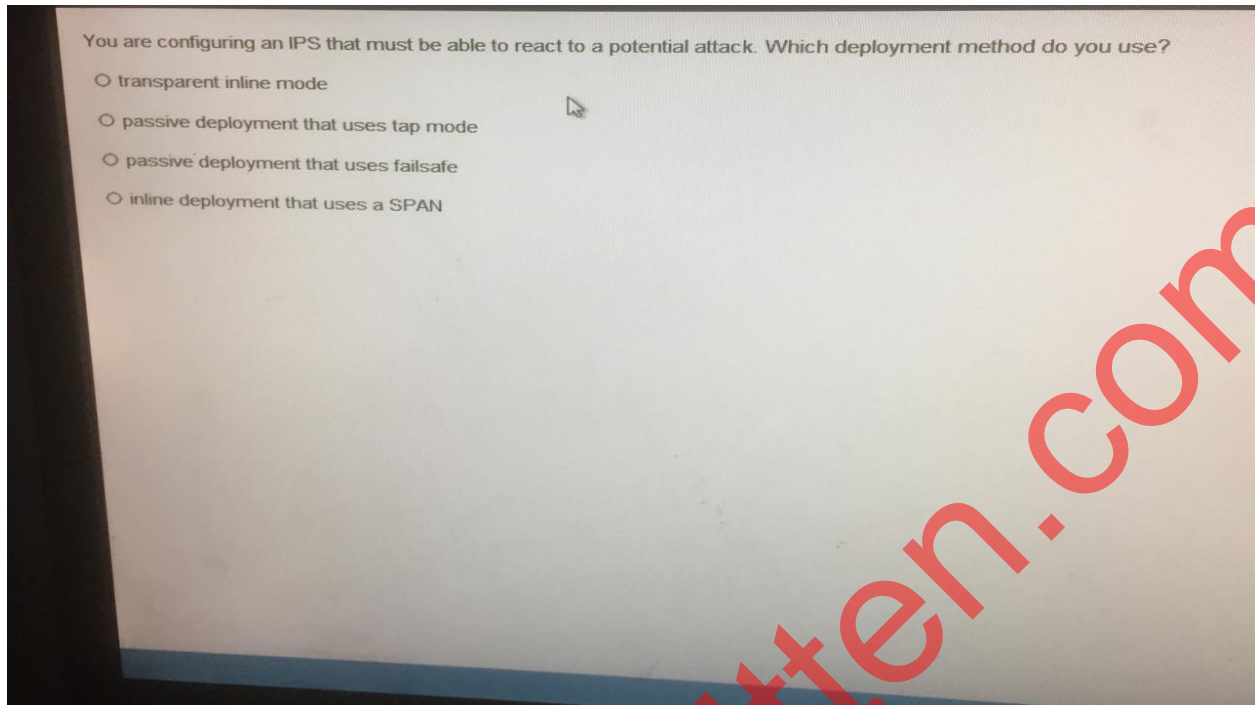 You are configuring an IPS that must be able to react to a potential attack. Which deployment method do you use?
transparent inline mode
passive deployment that uses tap mode
passive deployment that uses failsafe
inline deployment that uses a SPAN
tten.com